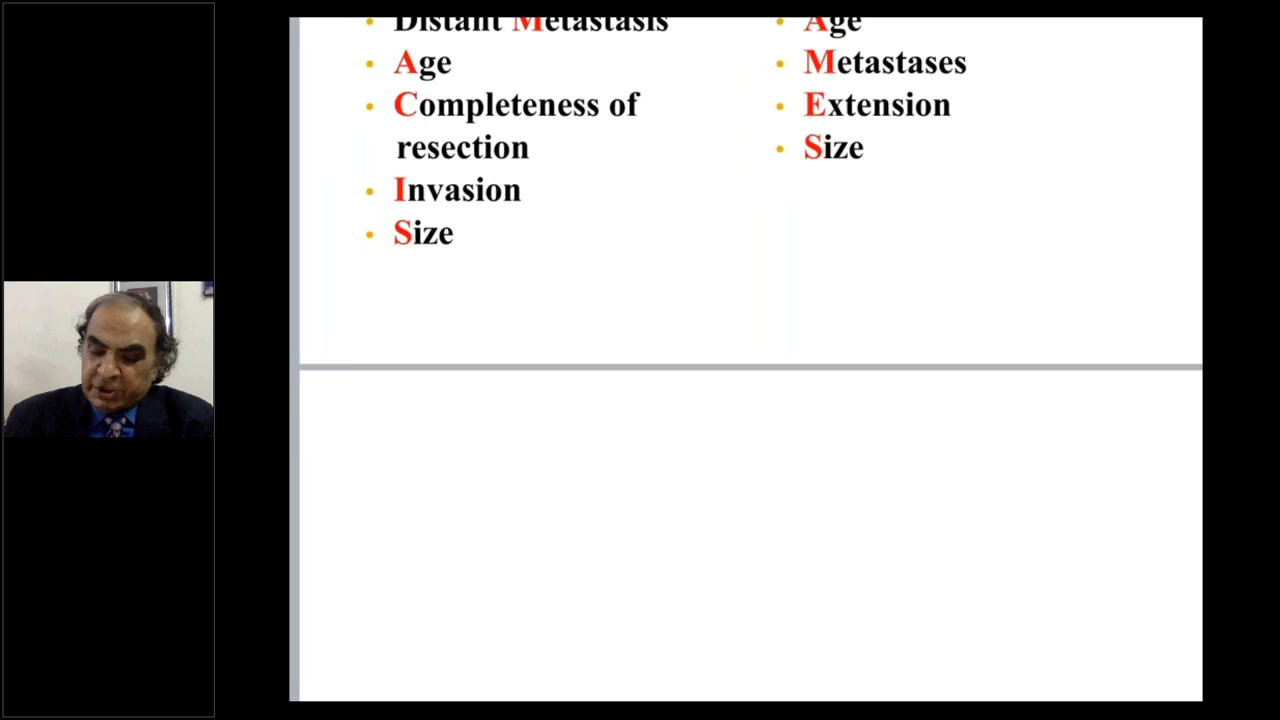 • Distant Metastasis
• Age
• Completeness of
resection
• Invasion
• Size
• Age
• Metastases
• Extension
• Size